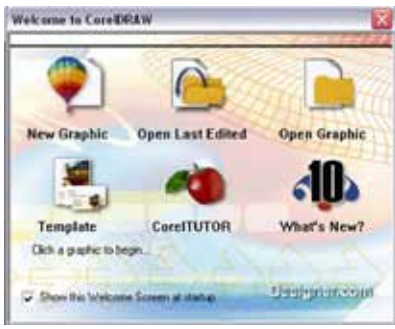 Welcome to CorelDRAW
New Graphic
Open Last Edited
Open Graphic
10
Template
CorelTUTOR
What's New?
Click a graphic to begin...
Show this Welcome Screen at startup
Designer.com